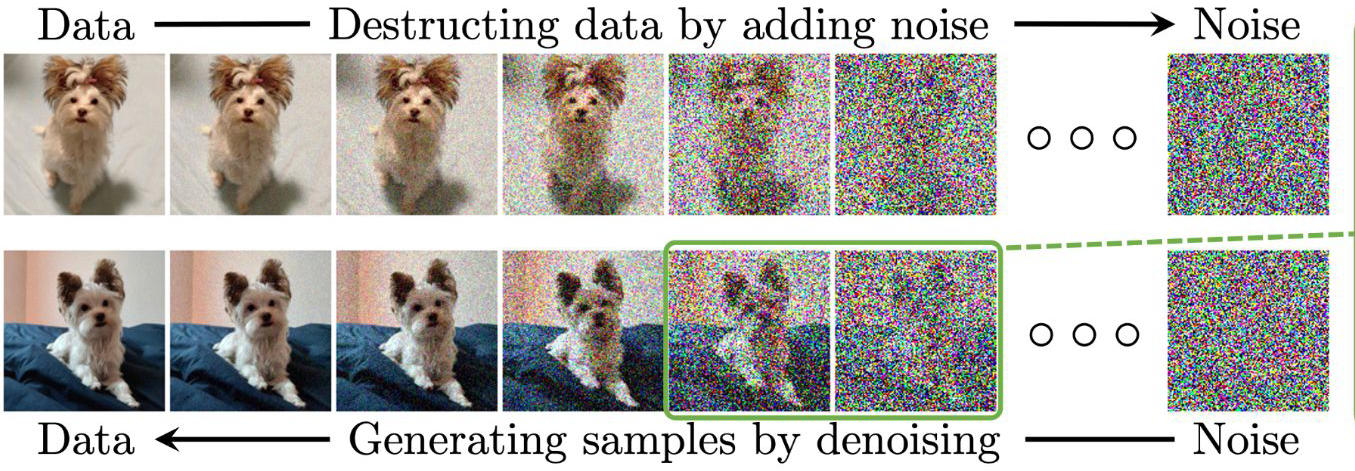 Data Destructing data by adding noise Noise
Data Generating samples by denoising Noise